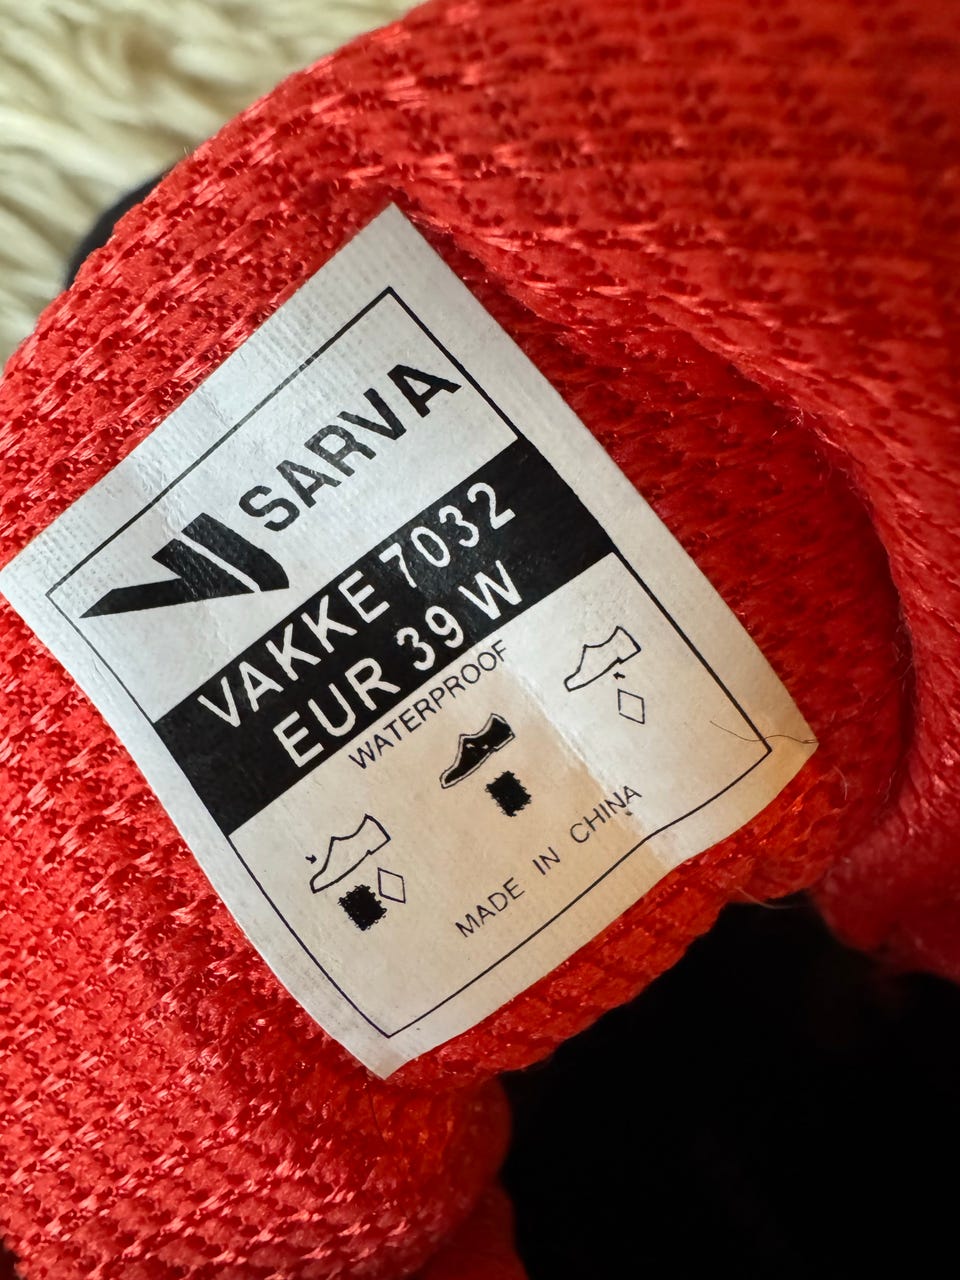 SARVA
VAKKE 7032
EUR 39 W
WATERPROOF
MADE IN CHINA